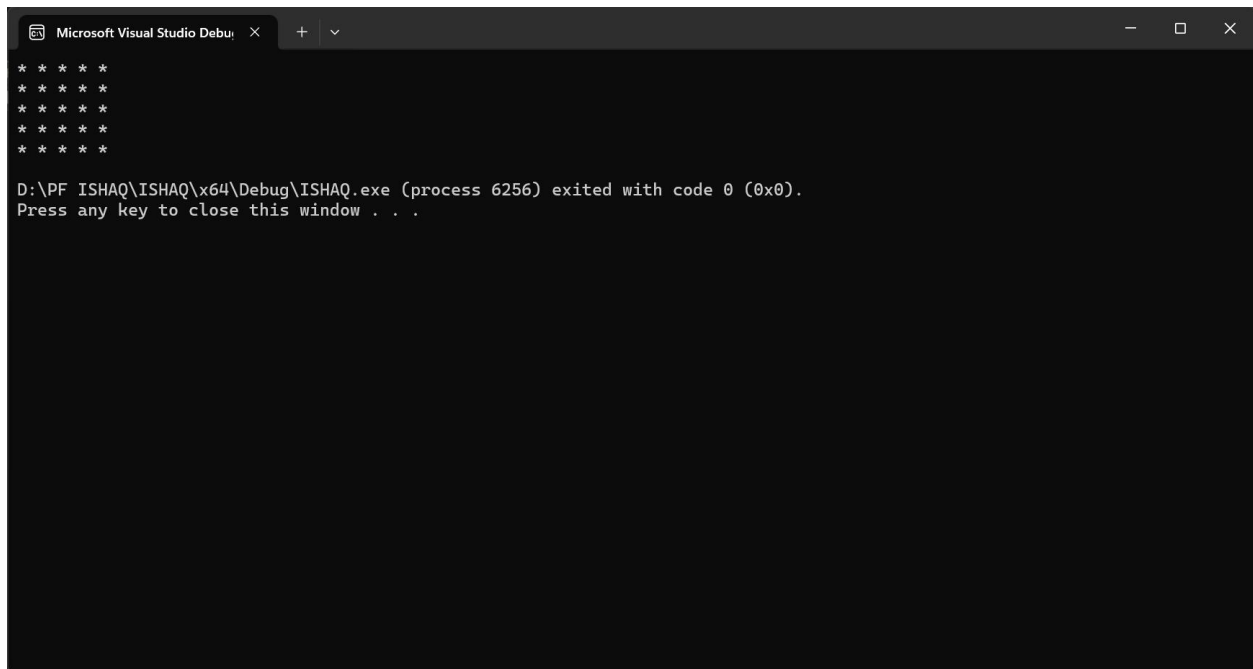 Microsoft Visual Studio Debu
* * * * *
* * * * *
* * * * *
* * * * *
* * * * *
D:\PF ISHAQ\ISHAQ\x64\Debug\ISHAQ.exe (process 6256) exited with code 0 (0x0).
Press any key to close this window . . .